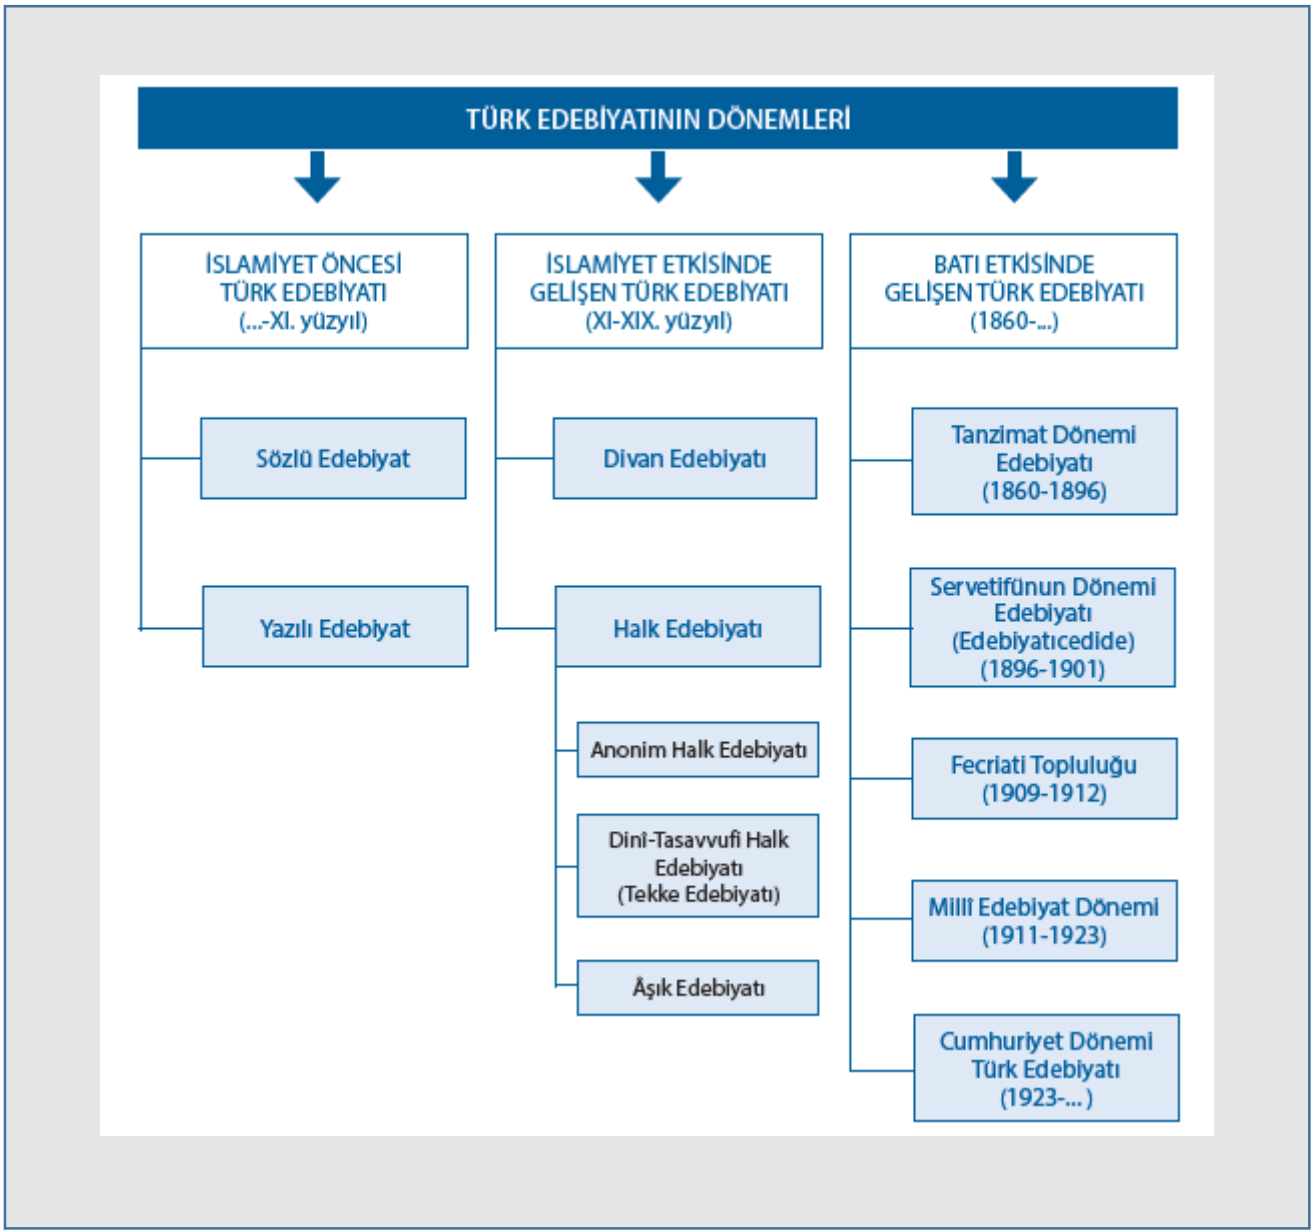 TÜRK EDEBİYATININ DÖNEMLERİ
İSLAMİYET ÖNCESİ
TÜRK EDEBİYATI
(...-XI. yüzyıl)
Sözlü Edebiyat
Yazılı Edebiyat
İSLAMİYET ETKİSİNDE
GELİŞEN TÜRK EDEBİYATI
(XI-XIX. yüzyıl)
Divan Edebiyatı
Halk Edebiyatı
Anonim Halk Edebiyatı
Dinî-Tasavvufi Halk
Edebiyatı
(Tekke Edebiyatı)
Âşık Edebiyatı
BATI ETKİSİNDE
GELİŞEN TÜRK EDEBİYATI
(1860-...)
Tanzimat Dönemi
Edebiyatı
(1860-1896)
Servetifünun Dönemi
Edebiyatı
(Edebiyatıcedide)
(1896-1901)
Fecriati Topluluğu
(1909-1912)
Millî Edebiyat Dönemi
(1911-1923)
Cumhuriyet Dönemi
Türk Edebiyatı
(1923-... )